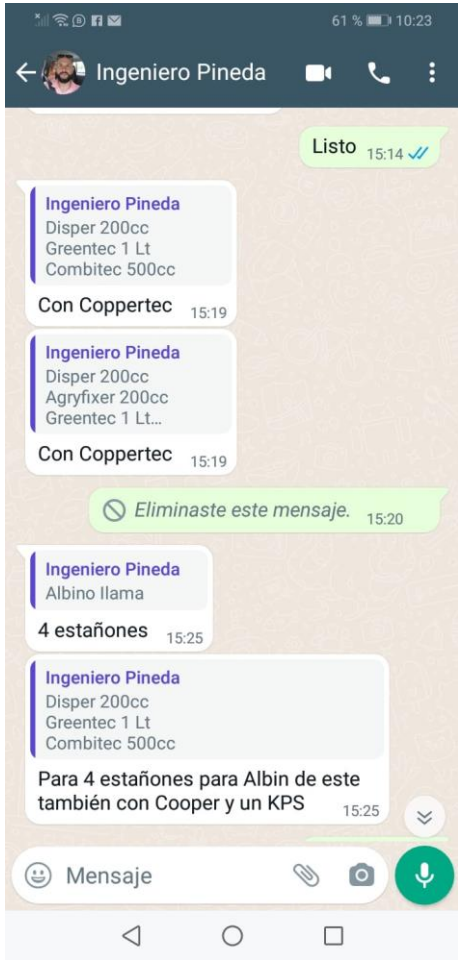 61 % 10:23
Ingeniero Pineda
Listo 15:14
Ingeniero Pineda
Disper 200cc
Greentec 1 Lt
Combitec 500cc
Con Coppertec 15:19
Ingeniero Pineda
Disper 200cc
Agryfixer 200cc
Greentec 1 Lt...
Con Coppertec 15:19
Eliminaste este mensaje. 15:20
Ingeniero Pineda
Albino Ilama
4 estañones 15:25
Ingeniero Pineda
Disper 200cc
Greentec 1 Lt
Combitec 500cc
Para 4 estañones para Albin de este
también con Cooper y un KPS 15:25
Mensaje